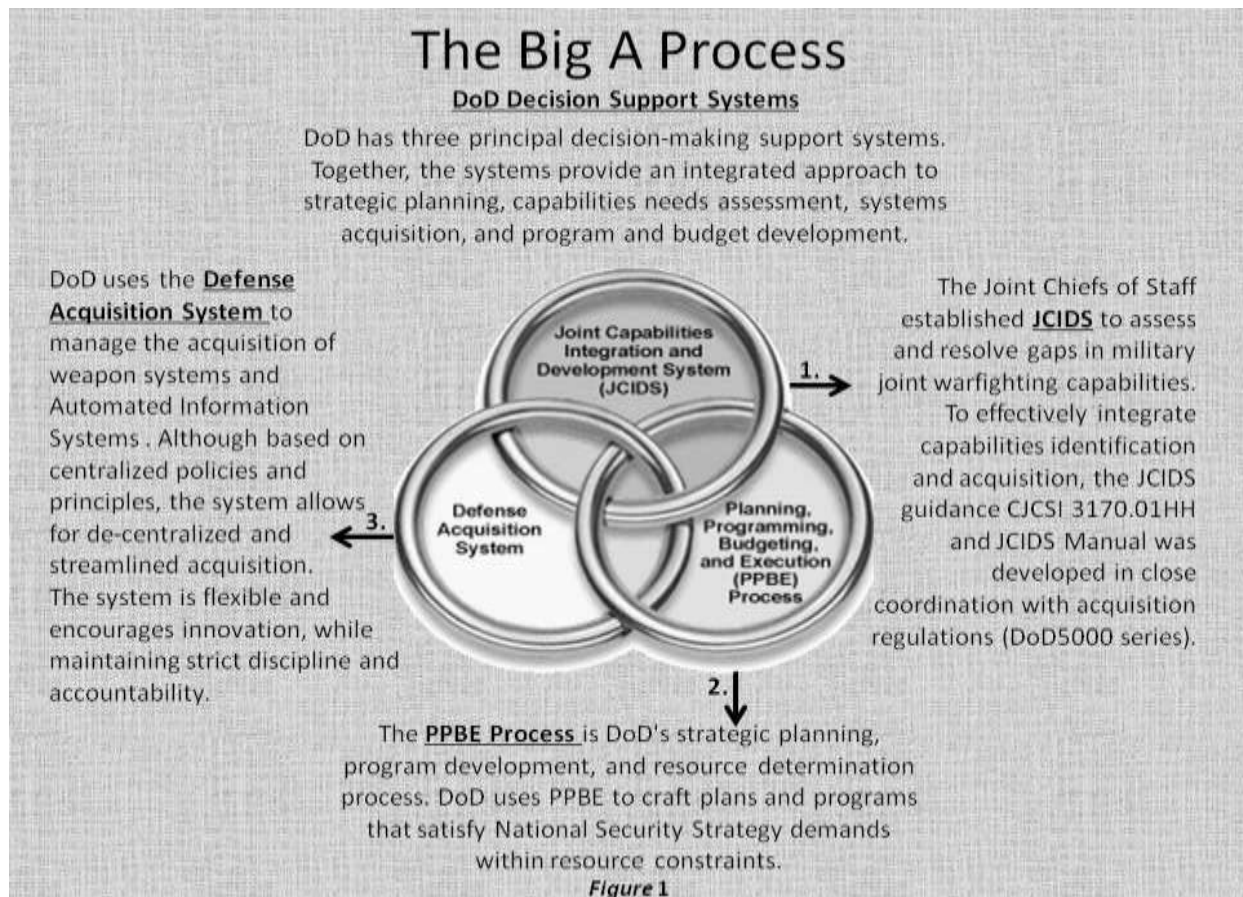 The Big A Process
DoD Decision Support Systems
DoD has three principal decision-making support systems.
Together, the systems provide an integrated approach to
strategic planning, capabilities needs assessment, systems
acquisition, and program and budget development.
DoD uses the Defense
Acquisition System to
manage the acquisition of
weapon systems and
Automated Information
Systems . Although based on
centralized policies and
principles, the system allows
for de-centralized and
streamlined acquisition.
The system is flexible and
encourages innovation, while
maintaining strict discipline and
accountability.
3.
Joint Capabilities
Integration and
Development System
(JCIDS)
Defense
Acquisition
System
Planning,
Programming,
Budgeting,
and Execution
(PPBE)
Process
1.
The Joint Chiefs of Staff
established JCIDS to assess
and resolve gaps in military
joint warfighting capabilities.
To effectively integrate
capabilities identification
and acquisition, the JCIDS
guidance CJCSI 3170.01HH
and JCIDS Manual was
developed in close
coordination with acquisition
regulations (DoD5000 series).
2.
The PPBE Process is DoD's strategic planning,
program development, and resource determination
process. DoD uses PPBE to craft plans and programs
that satisfy National Security Strategy demands
within resource constraints.
Figure 1